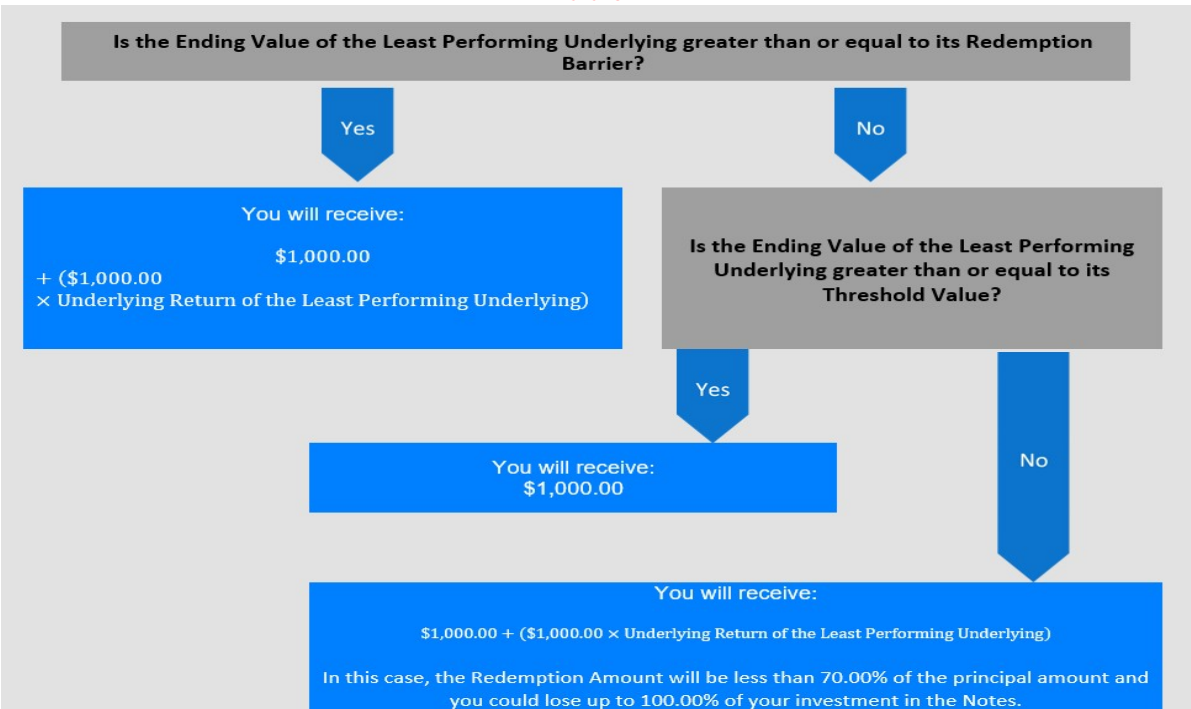 Is the Ending Value of the Least Performing Underlying greater than or equal to its Redemption
Barrier?
Yes
No
You will receive:
$1,000.00
+ ($1,000.00
× Underlying Return of the Least Performing Underlying)
Is the Ending Value of the Least Performing
Underlying greater than or equal to its
Threshold Value?
Yes
No
You will receive:
$1,000.00
You will receive:
$1,000.00 + ($1,000.00 × Underlying Return of the Least Performing Underlying)
In this case, the Redemption Amount will be less than 70.00% of the principal amount and
you could lose up to 100.00% of your investment in the Notes.